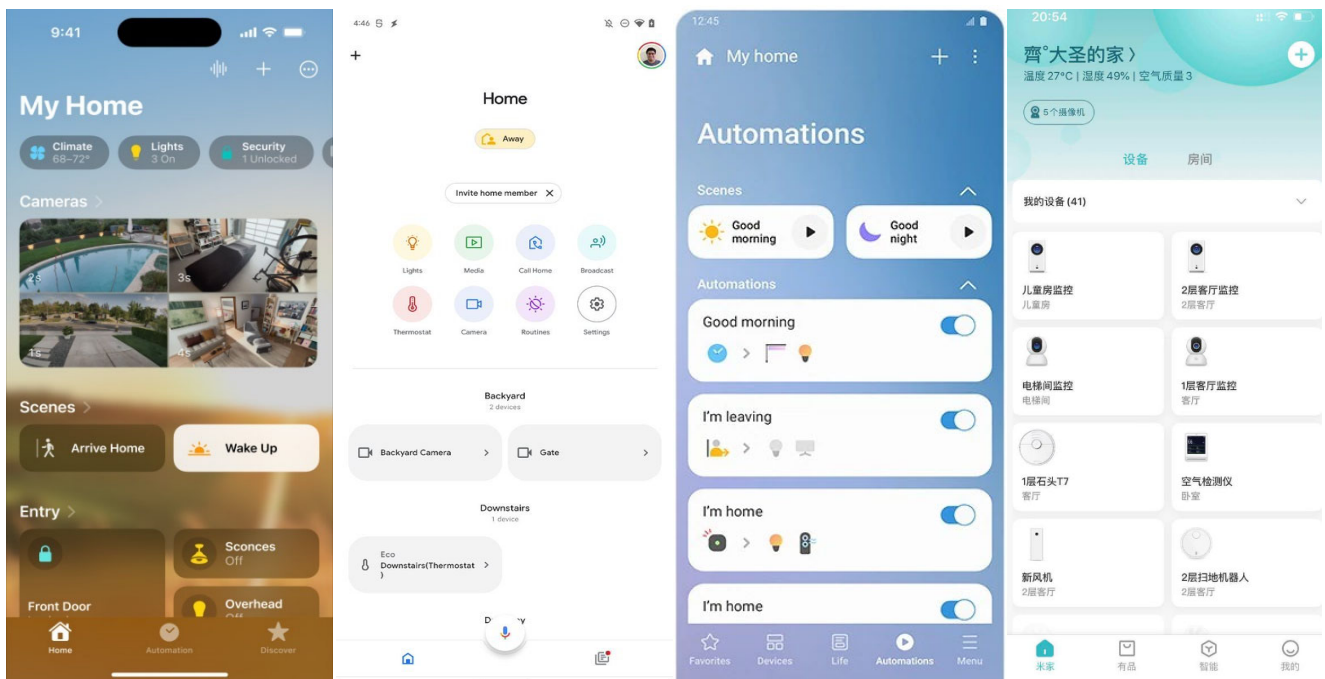 9:41
My Home
Climate
68–72°
Lights
3 On
Security
1 Unlocked
Cameras
2s
3s
1s
4s
Scenes
Arrive Home
Wake Up
Entry
Sconces
Off
Front Door
Overhead
Off
Home
Automation
Discover
4:46
Home
Away
Invite home member
Lights
Media
Call Home
Broadcast
Thermostat
Camera
Routines
Settings
Backyard
2 devices
Backyard Camera
Gate
Downstairs
1 device
Eco
Downstairs(Thermostat
)
12:45
My home
Automations
Scenes
Good
morning
Good
night
Automations
Good morning
I'm leaving
I'm home
I'm home
Favorites
Devices
Life
Automations
Menu
20:54
齊°大圣的家
温度 27°C | 湿度 49% | 空气质量 3
5个摄像机
设备
房间
我的设备 (41)
儿童房监控
儿童房
2层客厅监控
2层客厅
电梯间监控
电梯间
1层客厅监控
客厅
1层石头T7
客厅
空气检测仪
卧室
新风机
2层客厅
2层扫地机器人
2层客厅
米家
有品
智能
我的